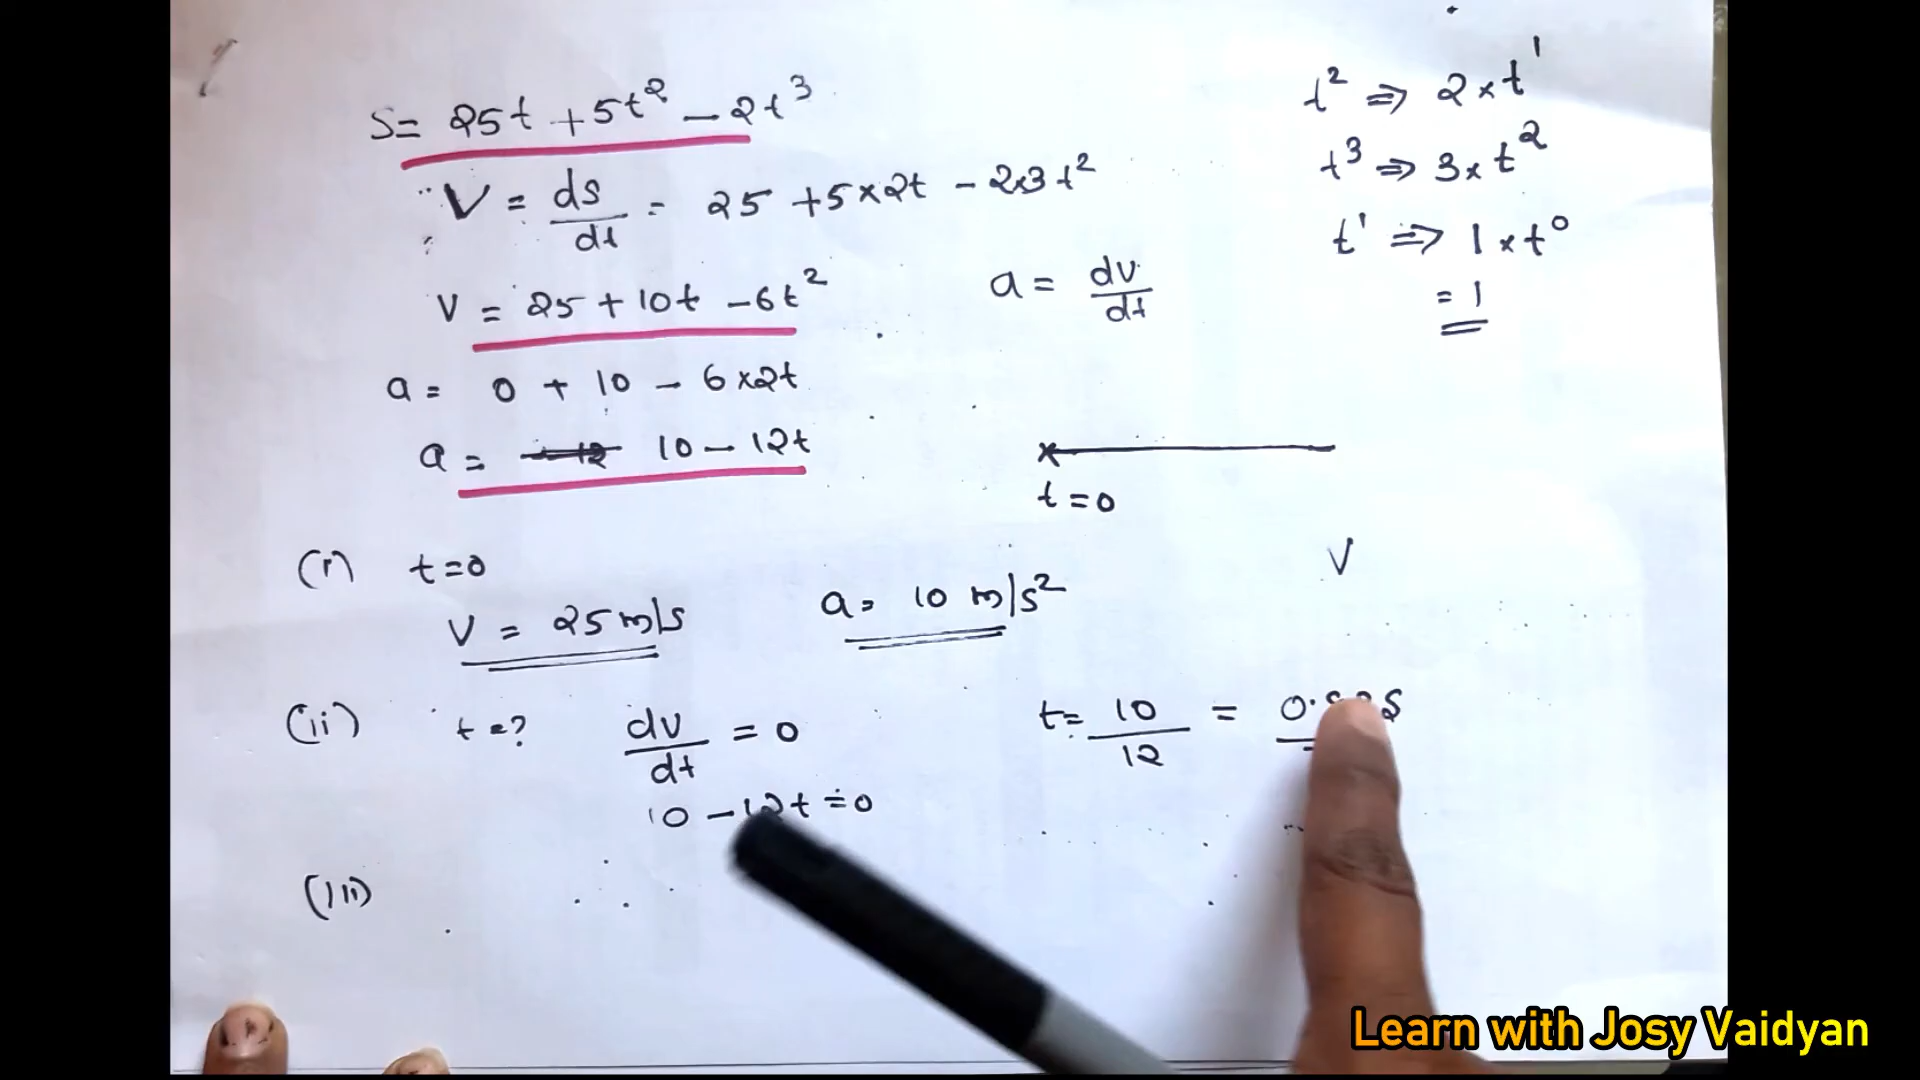 S= 25t + 5t² - 2t³
V = ds/dt = 25 + 5×2t - 2×3t²
V = 25 + 10t - 6t²
a = 0 + 10 - 6×2t
a = 10 - 12t
t² ⇒ 2×t¹
t³ ⇒ 3×t²
t¹ ⇒ 1×t⁰
= 1
a = dv/dt
t=0
(i) t=0
V
V = 25 m/s a = 10 m/s²
(ii) t=? dv/dt = 0 t= 10/12 =
10 - 12t = 0
(iii)
Learn with Josy Vaidyan